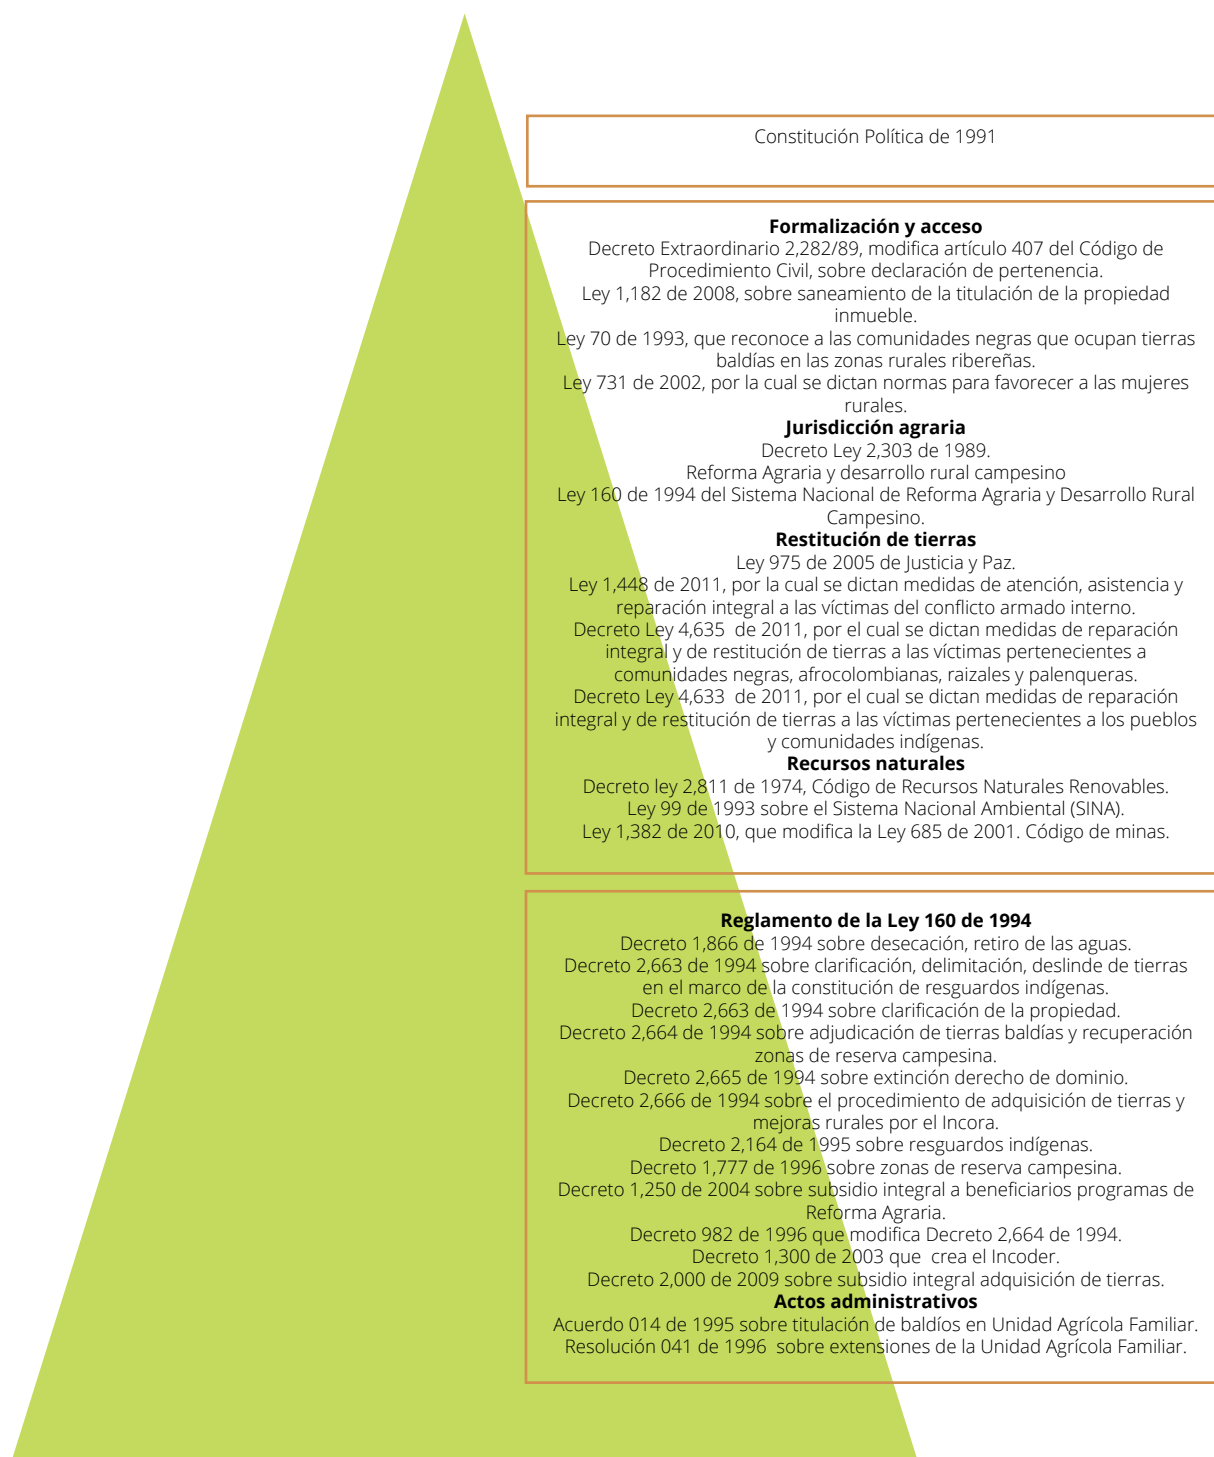 Constitución Política de 1991
Formalización y acceso
Decreto Extraordinario 2,282/89, modifica artículo 407 del Código de
Procedimiento Civil, sobre declaración de pertenencia.
Ley 1,182 de 2008, sobre saneamiento de la titulación de la propiedad
inmueble.
Ley 70 de 1993, que reconoce a las comunidades negras que ocupan tierras
baldías en las zonas rurales ribereñas.
Ley 731 de 2002, por la cual se dictan normas para favorecer a las mujeres
rurales.
Jurisdicción agraria
Decreto Ley 2,303 de 1989.
Reforma Agraria y desarrollo rural campesino
Ley 160 de 1994 del Sistema Nacional de Reforma Agraria y Desarrollo Rural
Campesino.
Restitución de tierras
Ley 975 de 2005 de Justicia y Paz.
Ley 1,448 de 2011, por la cual se dictan medidas de atención, asistencia y
reparación integral a las víctimas del conflicto armado interno.
Decreto Ley 4,635 de 2011, por el cual se dictan medidas de reparación
integral y de restitución de tierras a las víctimas pertenecientes a
comunidades negras, afrocolombianas, raizales y palenqueras.
Decreto Ley 4,633 de 2011, por el cual se dictan medidas de reparación
integral y de restitución de tierras a las víctimas pertenecientes a los pueblos
y comunidades indígenas.
Recursos naturales
Decreto ley 2,811 de 1974, Código de Recursos Naturales Renovables.
Ley 99 de 1993 sobre el Sistema Nacional Ambiental (SINA).
Ley 1,382 de 2010, que modifica la Ley 685 de 2001. Código de minas.
Reglamento de la Ley 160 de 1994
Decreto 1,866 de 1994 sobre desecación, retiro de las aguas.
Decreto 2,663 de 1994 sobre clarificación, delimitación, deslinde de tierras
en el marco de la constitución de resguardos indígenas.
Decreto 2,663 de 1994 sobre clarificación de la propiedad.
Decreto 2,664 de 1994 sobre adjudicación de tierras baldías y recuperación
zonas de reserva campesina.
Decreto 2,665 de 1994 sobre extinción derecho de dominio.
Decreto 2,666 de 1994 sobre el procedimiento de adquisición de tierras y
mejoras rurales por el Incora.
Decreto 2,164 de 1995 sobre resguardos indígenas.
Decreto 1,777 de 1996 sobre zonas de reserva campesina.
Decreto 1,250 de 2004 sobre subsidio integral a beneficiarios programas de
Reforma Agraria.
Decreto 982 de 1996 que modifica Decreto 2,664 de 1994.
Decreto 1,300 de 2003 que crea el Incoder.
Decreto 2,000 de 2009 sobre subsidio integral adquisición de tierras.
Actos administrativos
Acuerdo 014 de 1995 sobre titulación de baldíos en Unidad Agrícola Familiar.
Resolución 041 de 1996 sobre extensiones de la Unidad Agrícola Familiar.